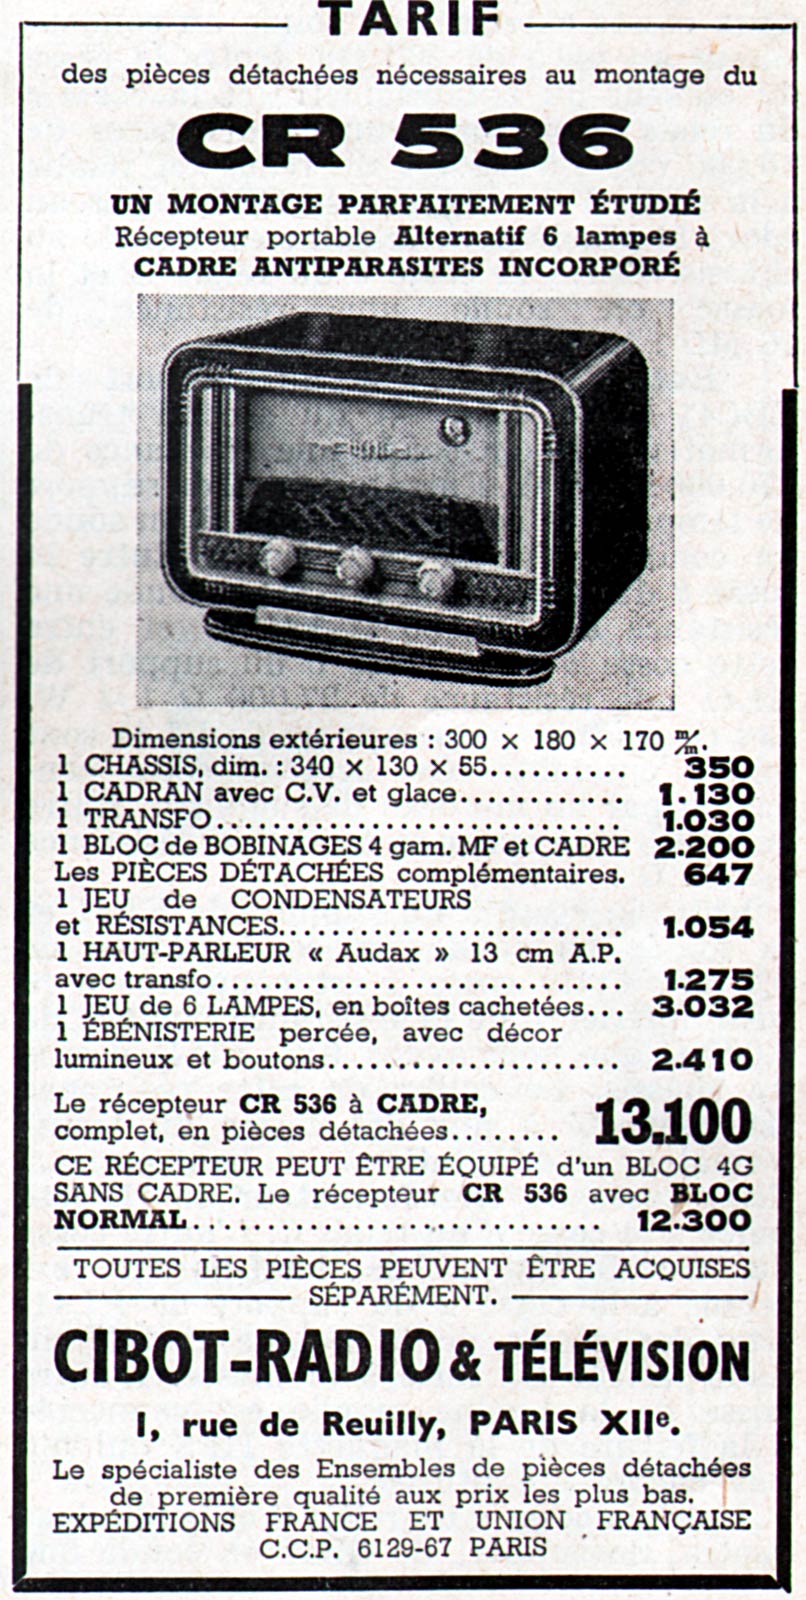 TARIF
des pièces détachées nécessaires au montage du
CR 536
UN MONTAGE PARFAITEMENT ÉTUDIÉ
Récepteur portable Alternatif 6 lampes à
CADRE ANTIPARASITES INCORPORÉ
Dimensions extérieures : 300 × 180 × 170 m/m.
1 CHASSIS, dim. : 340 × 130 × 55.......... 350
1 CADRAN avec C.V. et glace............ 1.130
1 TRANSFO.............................. 1.030
1 BLOC de BOBINAGES 4 gam. MF et CADRE 2.200
Les PIÈCES DÉTACHÉES complémentaires. 647
1 JEU de CONDENSATEURS
et RÉSISTANCES......................... 1.054
1 HAUT-PARLEUR « Audax » 13 cm A.P.
avec transfo.............................. 1.275
1 JEU de 6 LAMPES, en boîtes cachetées... 3.032
1 ÉBÉNISTERIE percée, avec décor
lumineux et boutons..................... 2.410
Le récepteur CR 536 à CADRE,
complet, en pièces détachées........ 13.100
CE RÉCEPTEUR PEUT ÊTRE ÉQUIPÉ d'un BLOC 4G
SANS CADRE. Le récepteur CR 536 avec BLOC
NORMAL.............................. 12.300
TOUTES LES PIÈCES PEUVENT ÊTRE ACQUISES
SÉPARÉMENT.
CIBOT-RADIO & TÉLÉVISION
1, rue de Reuilly, PARIS XIIe.
Le spécialiste des Ensembles de pièces détachées
de première qualité aux prix les plus bas.
EXPÉDITIONS FRANCE ET UNION FRANÇAISE
C.C.P. 6129-67 PARIS